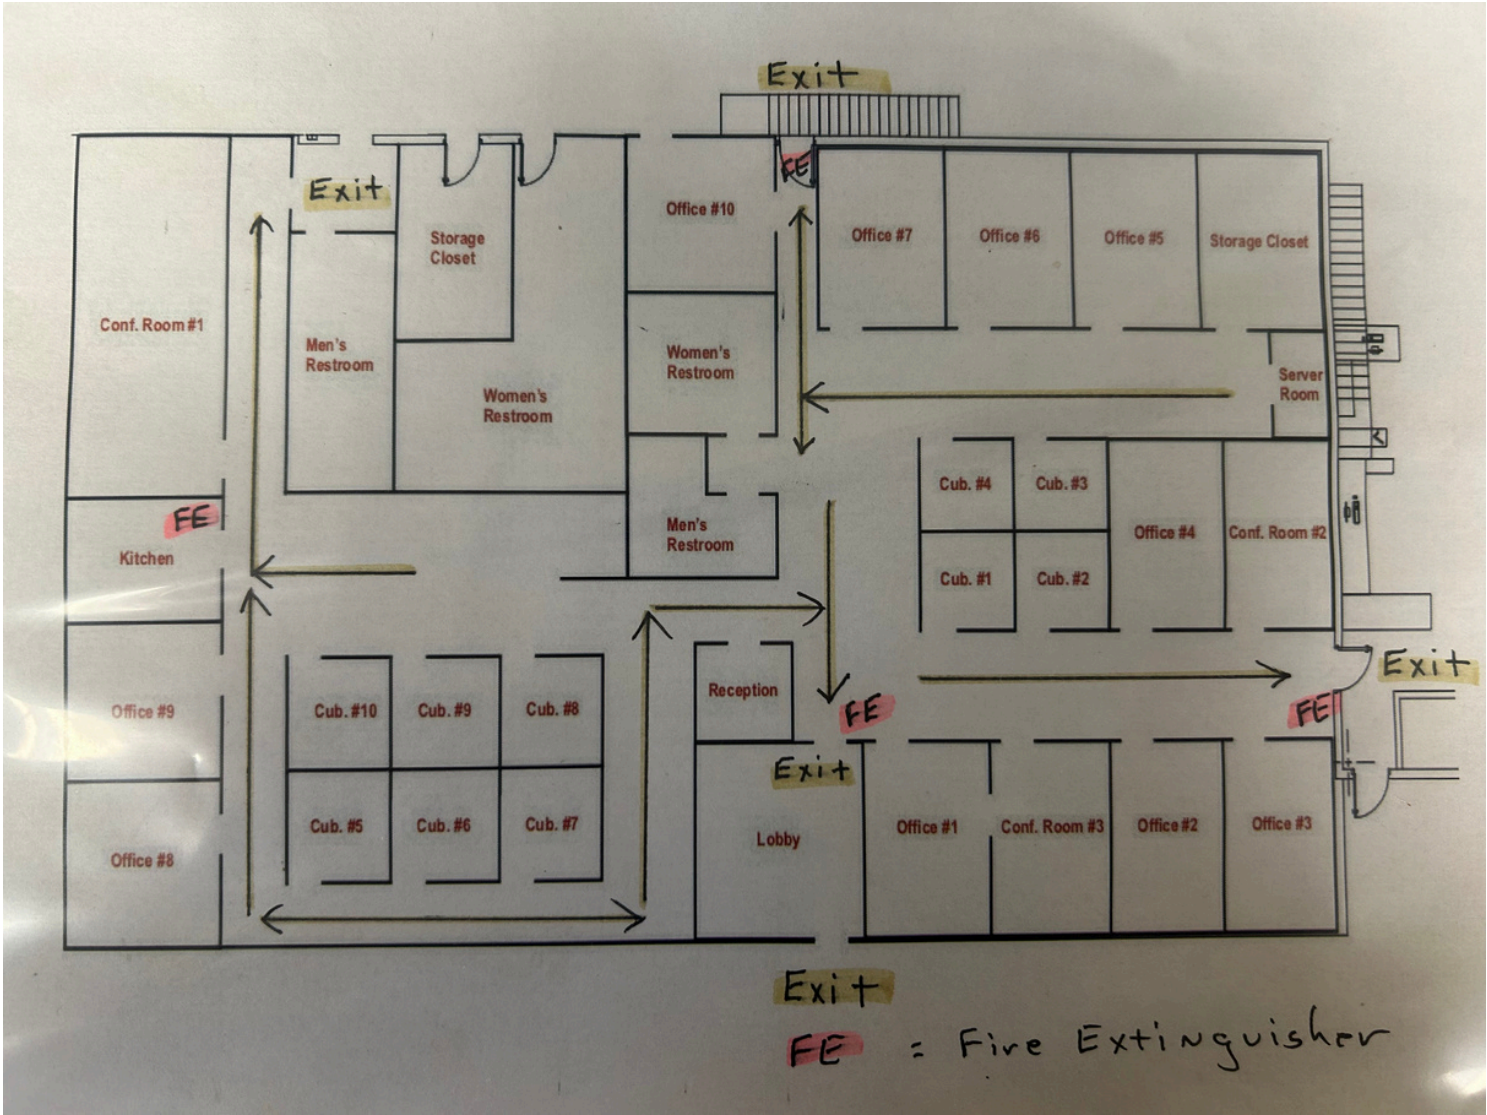 Exit
Exit
FE
Office #10
Office #7
Office #6
Office #5
Storage Closet
Storage
Closet
Conf. Room #1
Men's
Restroom
Women's
Restroom
Women's
Restroom
Server
Room
Cub. #4
Cub. #3
FE
Kitchen
Men's
Restroom
Office #4
Conf. Room #2
Cub. #1
Cub. #2
Exit
Office #9
Cub. #10
Cub. #9
Cub. #8
Reception
FE
FE
Exit
Office #8
Cub. #5
Cub. #6
Cub. #7
Lobby
Office #1
Conf. Room #3
Office #2
Office #3
Exit
FE = Fire Extinguisher